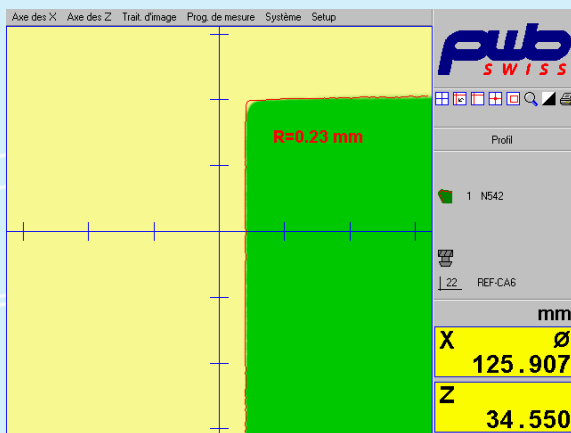 Axe des X Axe des Z Trait. d'image Prog. de mesure Système Setup
pwb
SWISS
R=0.23 mm
Profil
1 N542
22 REF-CA6
mm
X Ø
125.907
Z
34.550